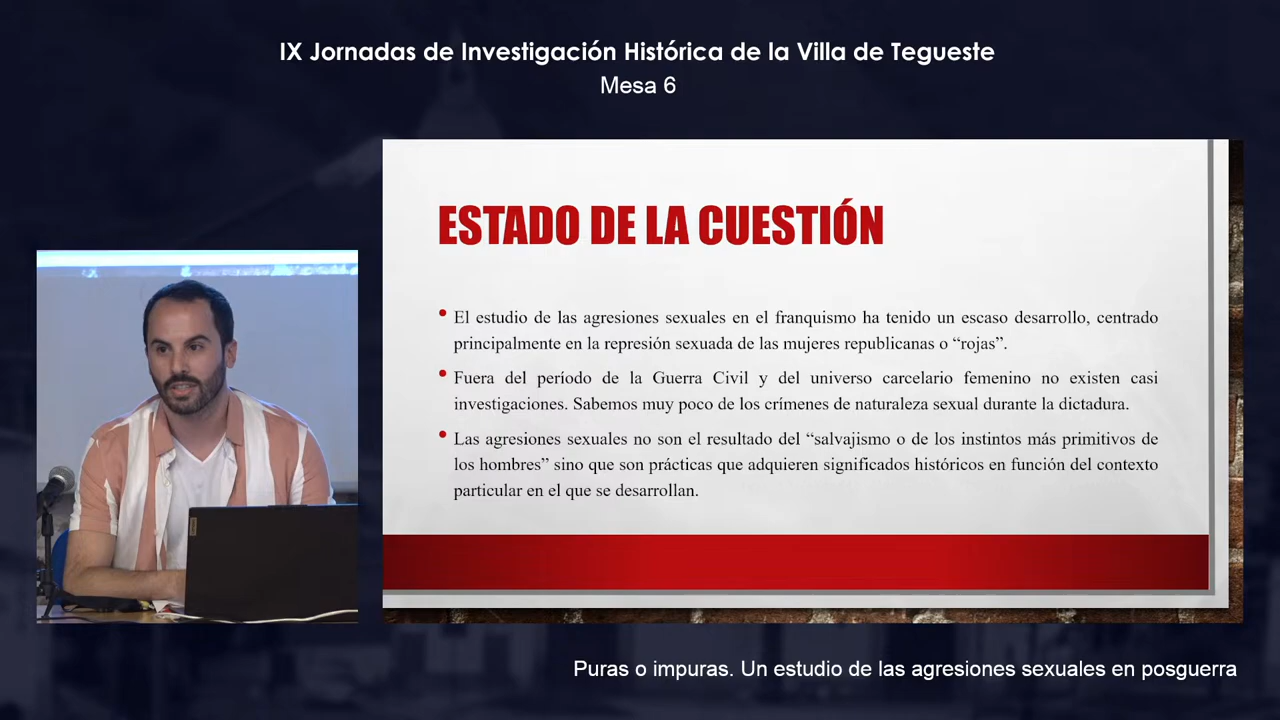 IX Jornadas de Investigación Histórica de la Villa de Tegueste
Mesa 6
ESTADO DE LA CUESTIÓN
• El estudio de las agresiones sexuales en el franquismo ha tenido un escaso desarrollo, centrado
principalmente en la represión sexuada de las mujeres republicanas o “rojas”.
• Fuera del período de la Guerra Civil y del universo carcelario femenino no existen casi
investigaciones. Sabemos muy poco de los crímenes de naturaleza sexual durante la dictadura.
• Las agresiones sexuales no son el resultado del “salvajismo o de los instintos más primitivos de
los hombres” sino que son prácticas que adquieren significados históricos en función del contexto
particular en el que se desarrollan.
Puras o impuras. Un estudio de las agresiones sexuales en posguerra